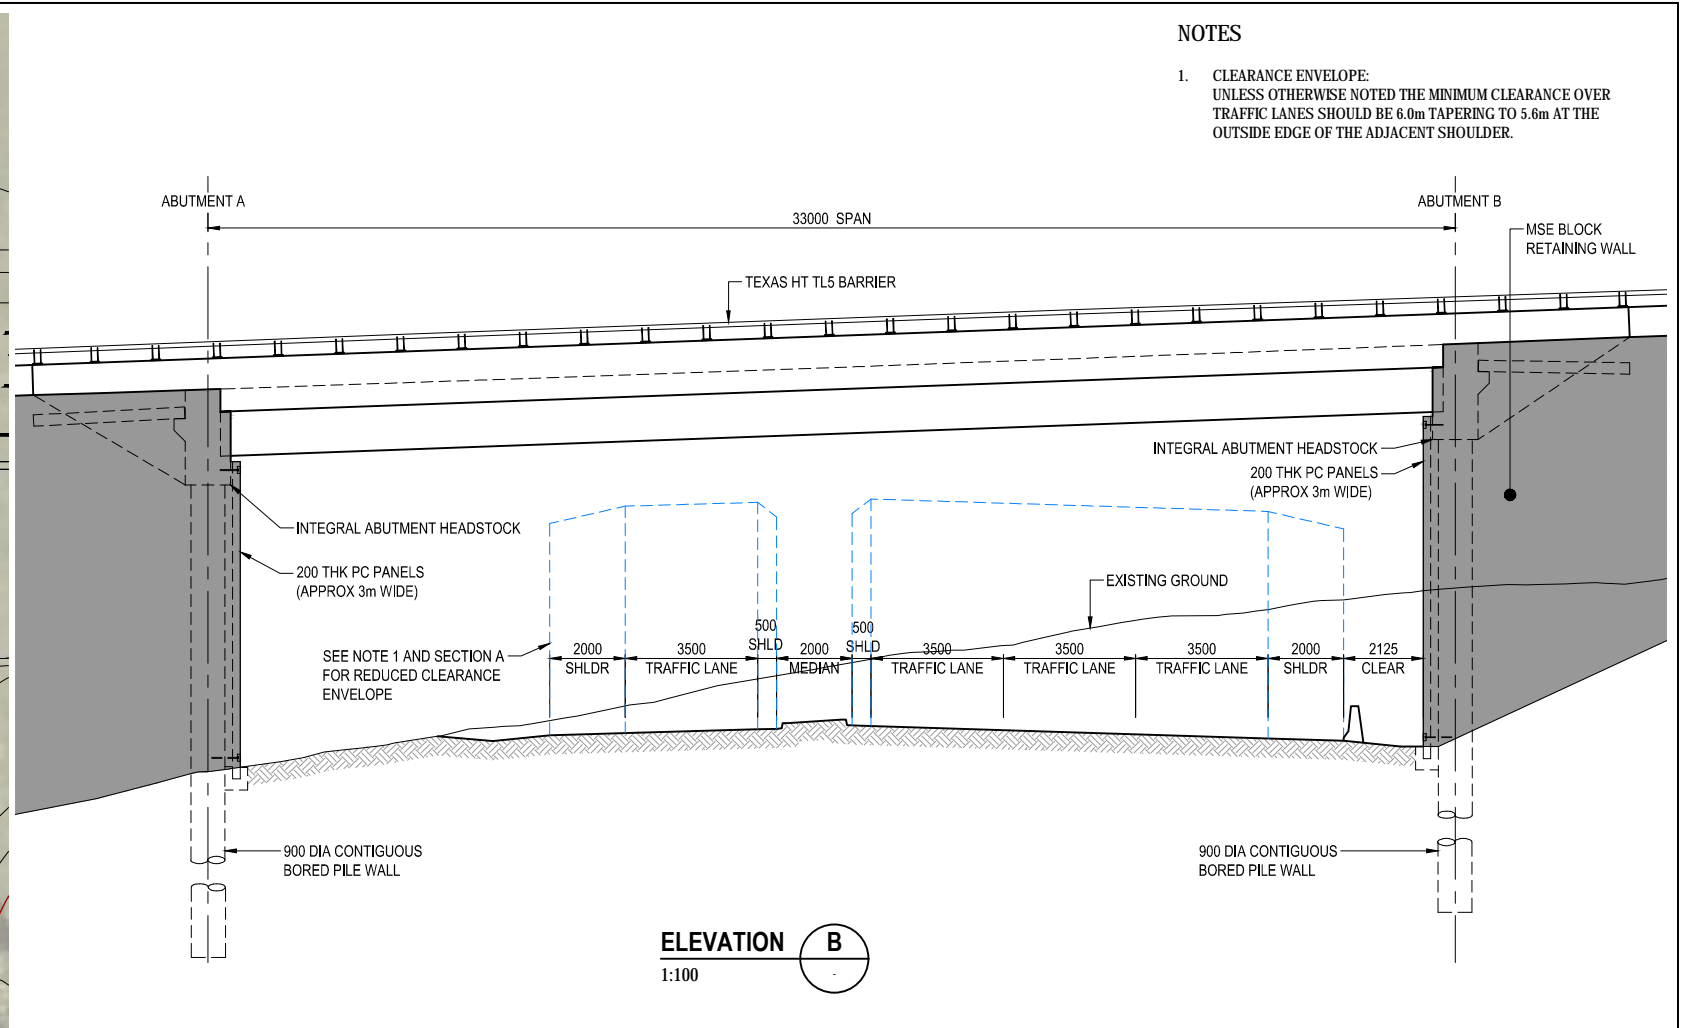 NOTES
1. CLEARANCE ENVELOPE:
UNLESS OTHERWISE NOTED THE MINIMUM CLEARANCE OVER
TRAFFIC LANES SHOULD BE 6.0m TAPERING TO 5.6m AT THE
OUTSIDE EDGE OF THE ADJACENT SHOULDER.
ABUTMENT A
33000 SPAN
ABUTMENT B
MSE BLOCK
RETAINING WALL
TEXAS HT TL5 BARRIER
INTEGRAL ABUTMENT HEADSTOCK
200 THK PC PANELS
(APPROX 3m WIDE)
INTEGRAL ABUTMENT HEADSTOCK
200 THK PC PANELS
(APPROX 3m WIDE)
EXISTING GROUND
SEE NOTE 1 AND SECTION A
FOR REDUCED CLEARANCE
ENVELOPE
2000
SHLDR
3500
TRAFFIC LANE
500
SHLD
2000
MEDIAN
500
SHLD
3500
TRAFFIC LANE
3500
TRAFFIC LANE
3500
TRAFFIC LANE
2000
SHLDR
2125
CLEAR
900 DIA CONTIGUOUS
BORED PILE WALL
900 DIA CONTIGUOUS
BORED PILE WALL
ELEVATION B
1:100 -